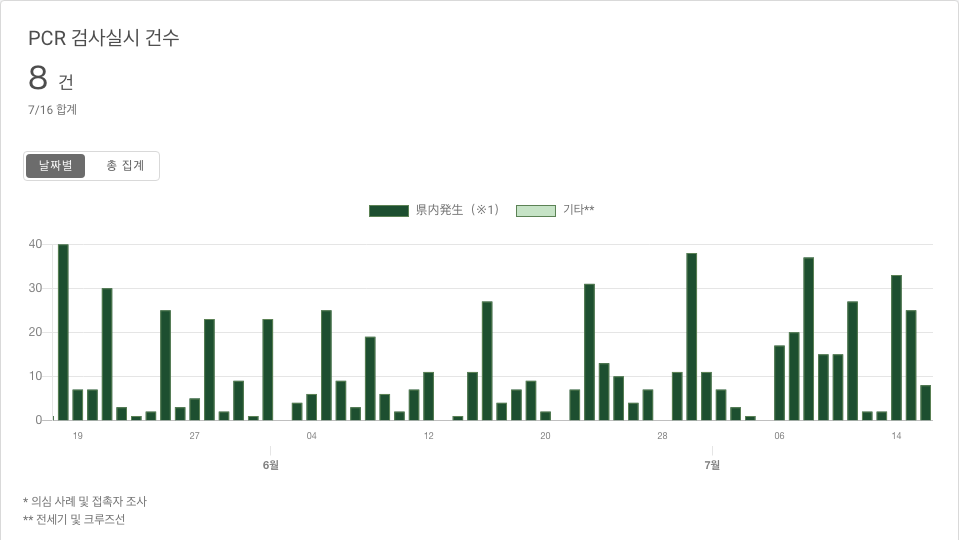 PCR 검사실시 건수
8 건
7/16 합계
날짜별 총 집계
県内発生（※1） 기타**
40
30
20
10
0
19 27 04 12 20 28 06 14
6월 7월
* 의심 사례 및 접촉자 조사
** 전세기 및 크루즈선